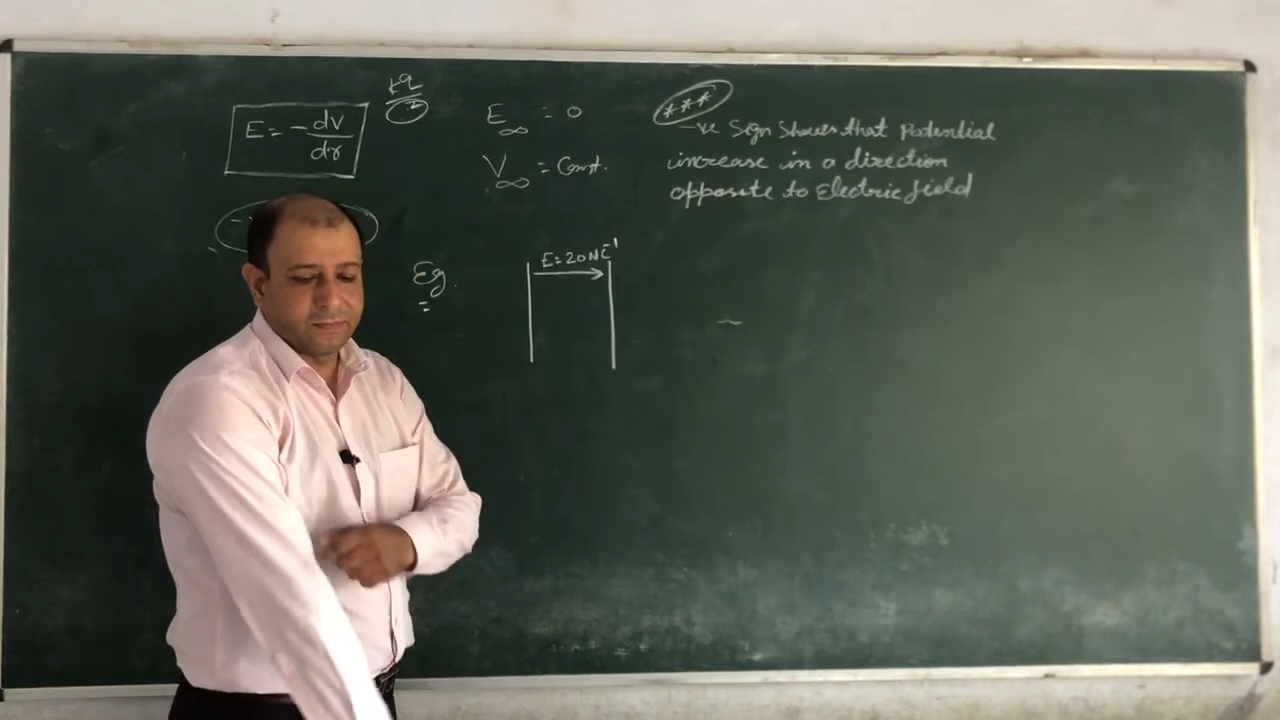 E = - dV/dr
kq/r²
E∞ = 0
V∞ = Const.
***
-ve Sign Shows that Potential
increase in a direction
opposite to Electric field
Eg.
E=20NC⁻¹